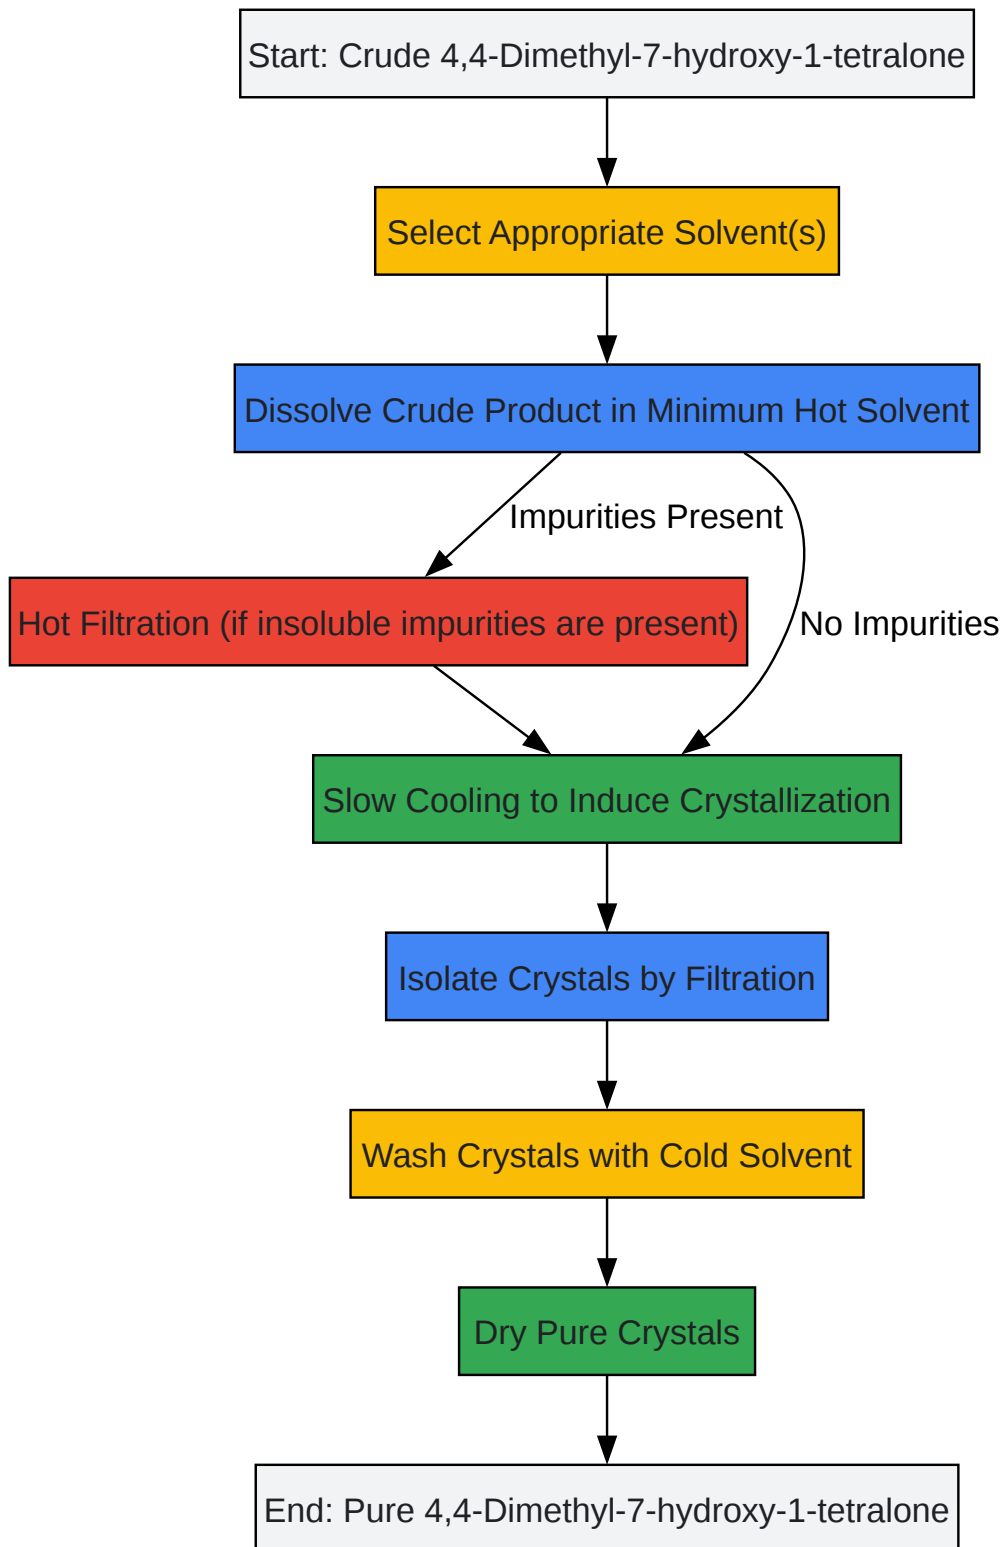 Start: Crude 4,4-Dimethyl-7-hydroxy-1-tetralone
Select Appropriate Solvent(s)
Dissolve Crude Product in Minimum Hot Solvent
Impurities Present
Hot Filtration (if insoluble impurities are present)
No Impurities
Slow Cooling to Induce Crystallization
Isolate Crystals by Filtration
Wash Crystals with Cold Solvent
Dry Pure Crystals
End: Pure 4,4-Dimethyl-7-hydroxy-1-tetralone